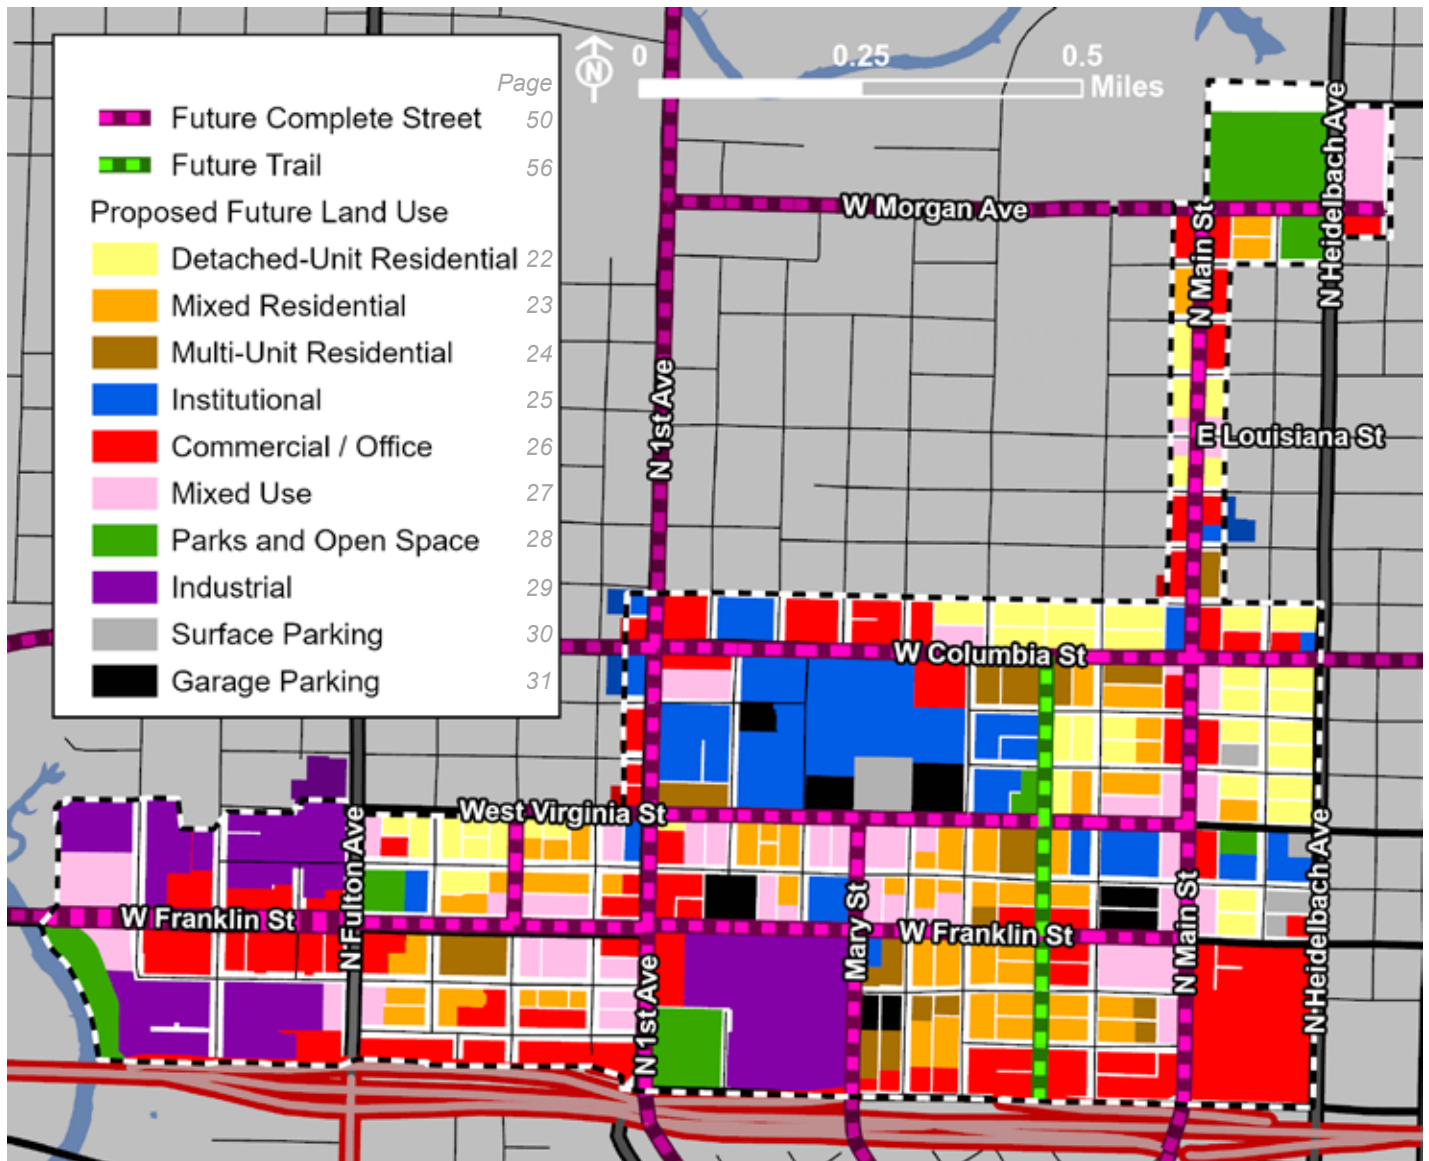 Page
Future Complete Street 50
Future Trail 56
Proposed Future Land Use
Detached-Unit Residential 22
Mixed Residential 23
Multi-Unit Residential 24
Institutional 25
Commercial / Office 26
Mixed Use 27
Parks and Open Space 28
Industrial 29
Surface Parking 30
Garage Parking 31
N
0 0.25 0.5
Miles
W Morgan Ave
N Main St
N Heidelbach Ave
N 1st Ave
E Louisiana St
W Columbia St
West Virginia St
N Fulton Ave
W Franklin St
Mary St
W Franklin St
N Main St
N Heidelbach Ave
N 1st Ave